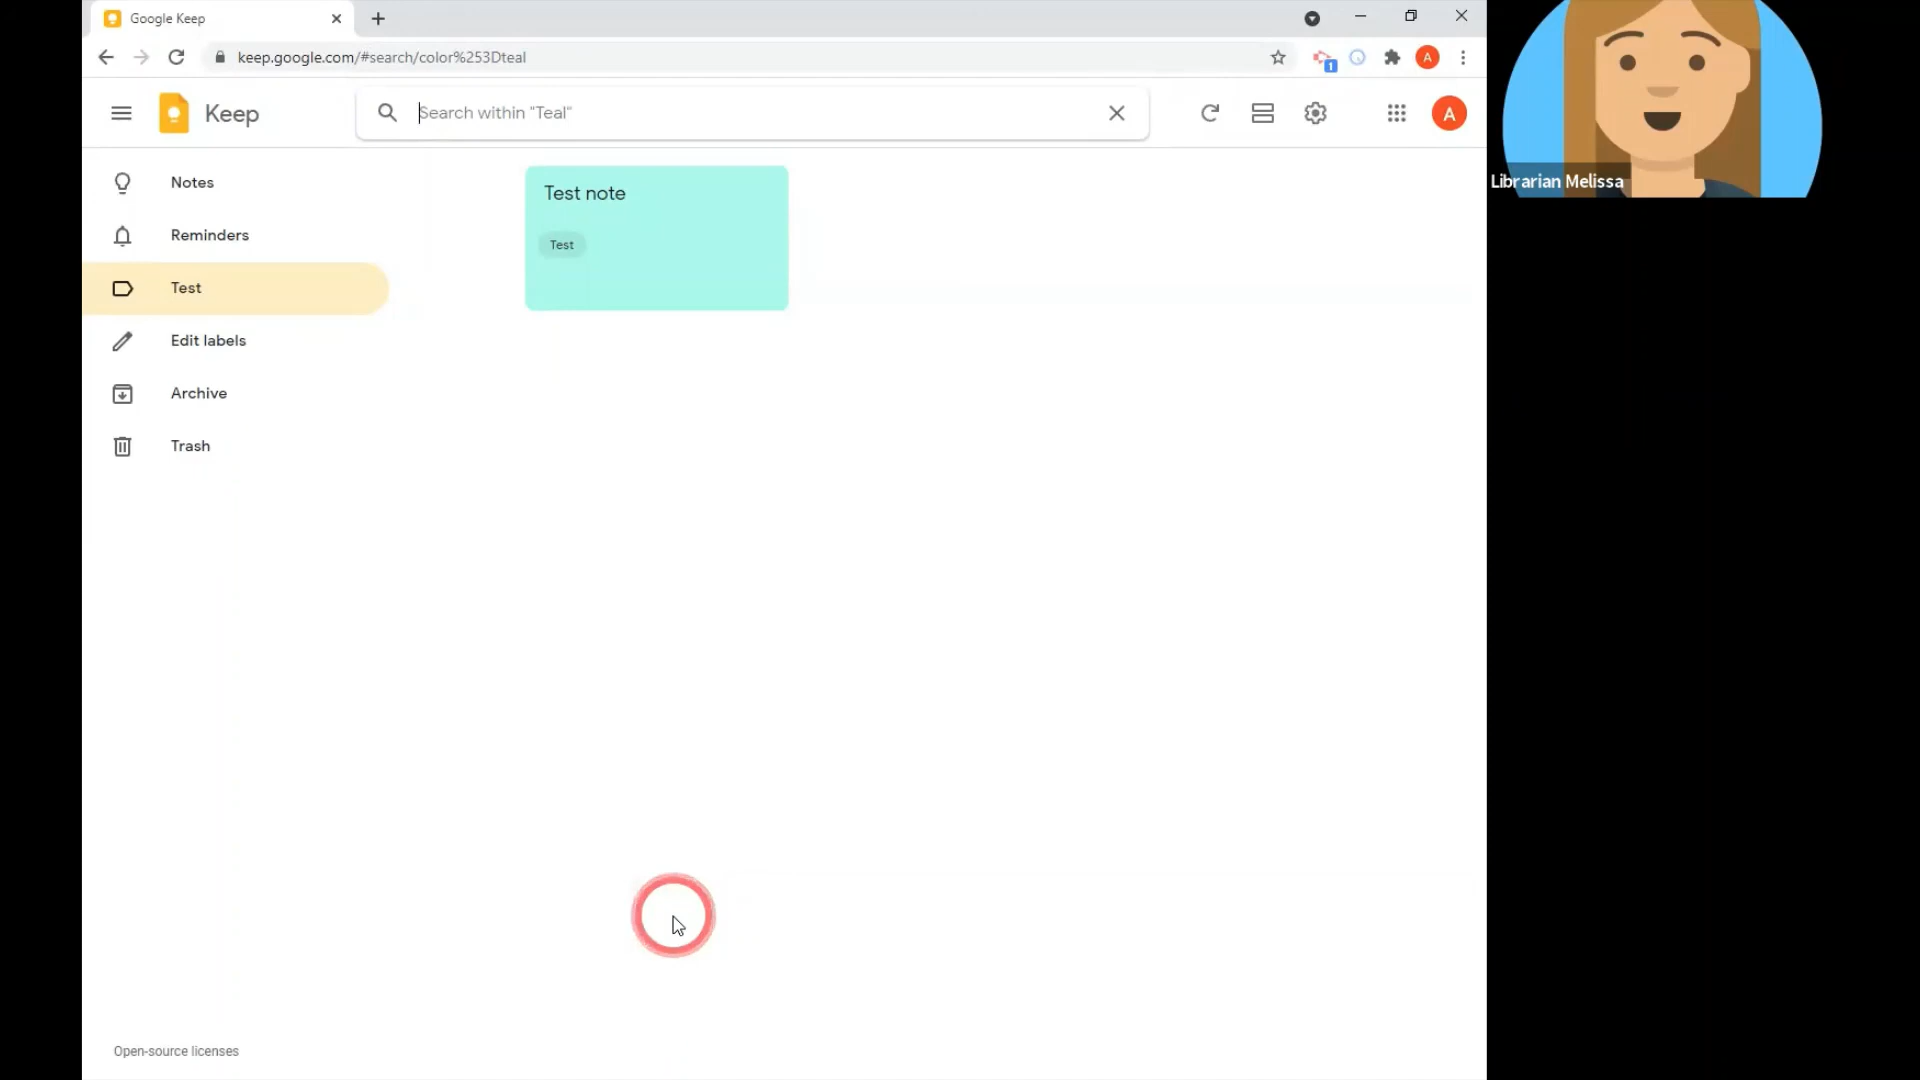 Google Keep
keep.google.com/#search/color%253Dteal
1
A
Keep
Search within "Teal"
A
Librarian Melissa
Notes
Reminders
Test
Edit labels
Archive
Trash
Test note
Test
Open-source licenses